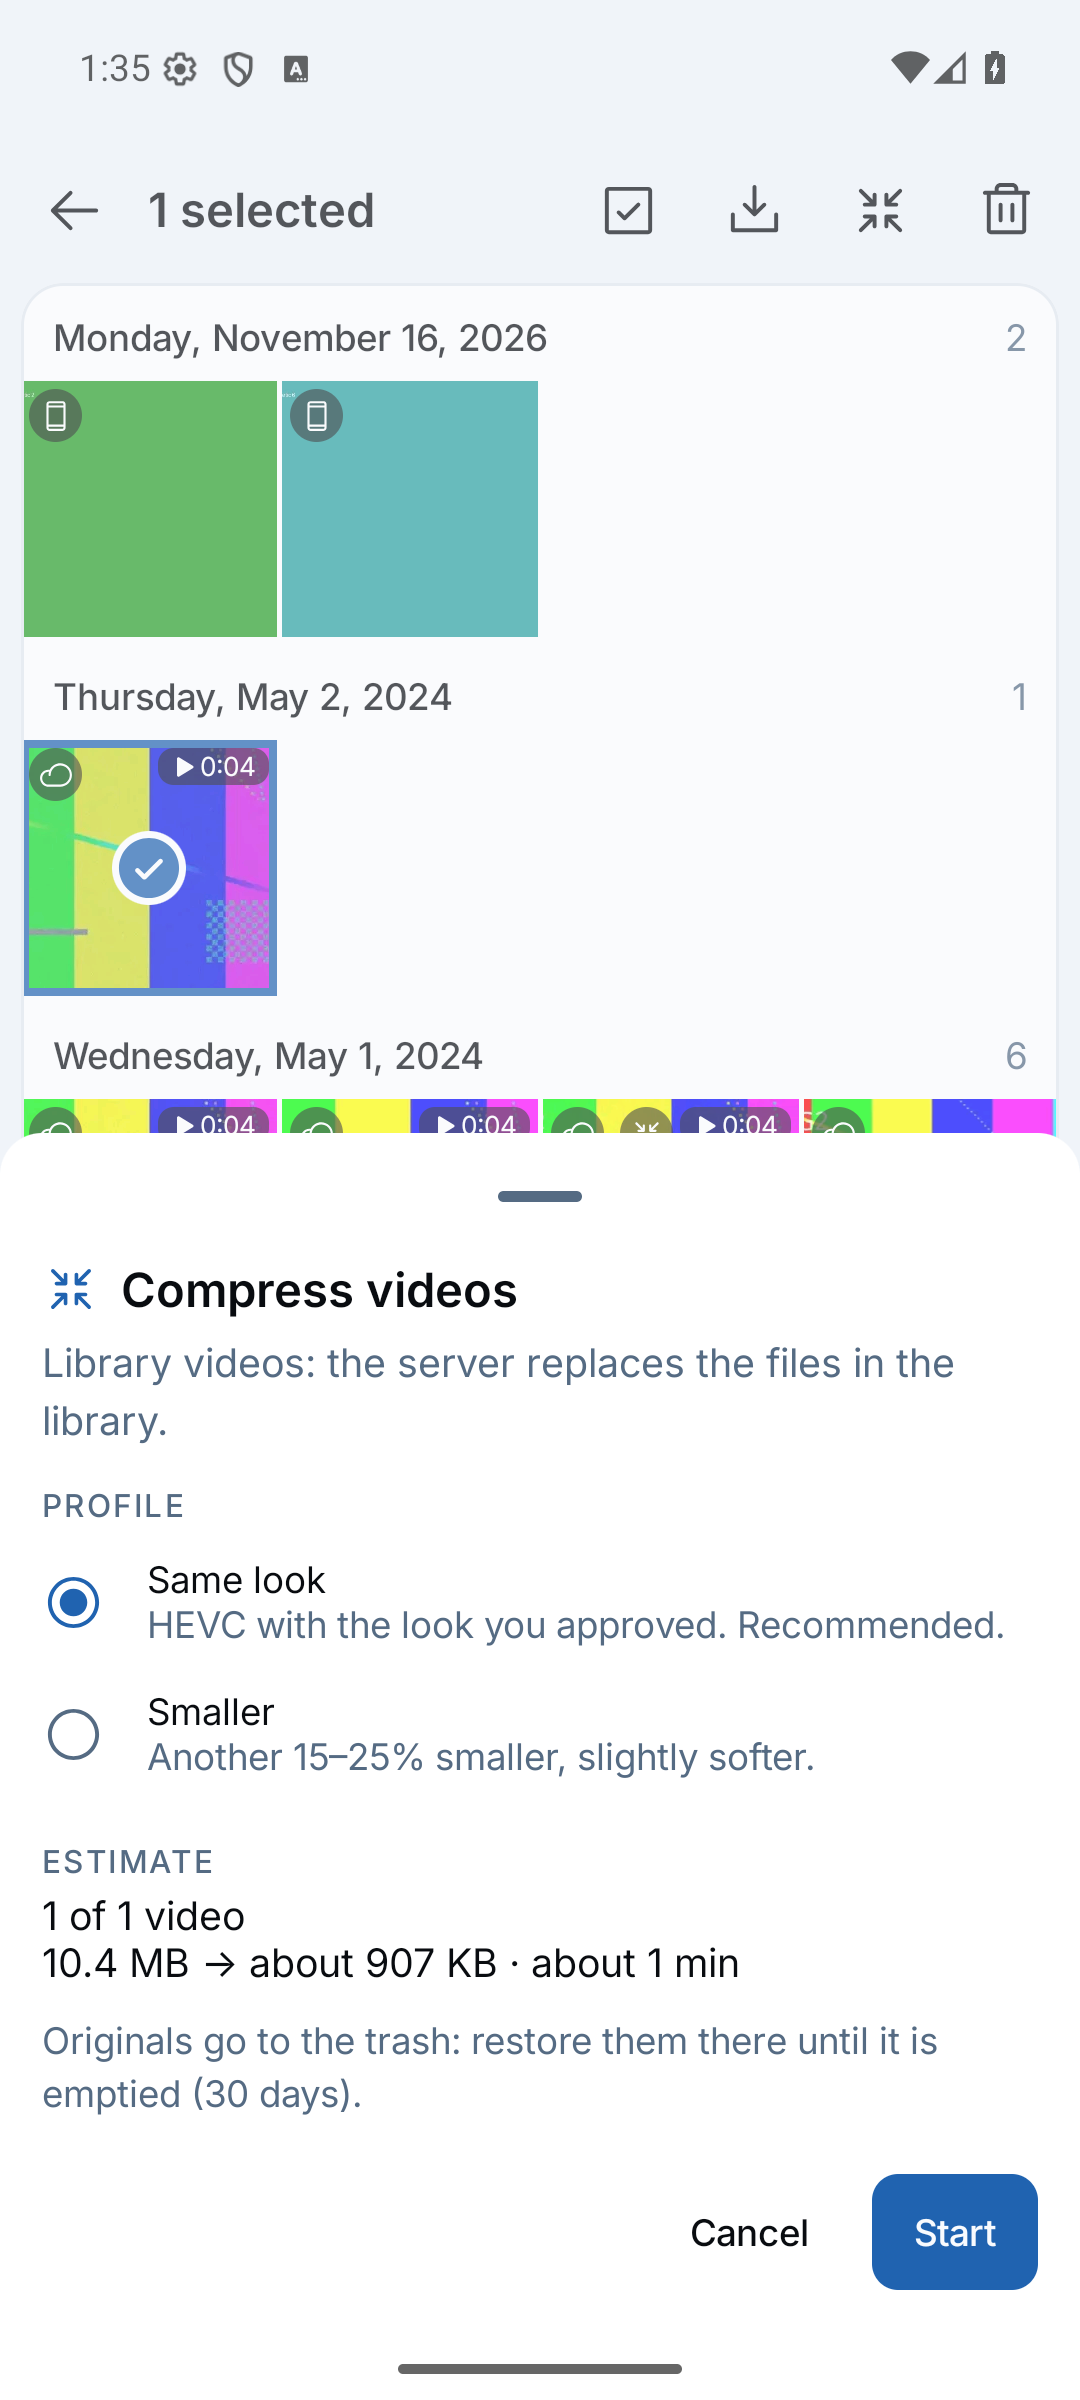 1:35
1 selected
Monday, November 16, 2026
2
Thursday, May 2, 2024
1
0:04
Wednesday, May 1, 2024
6
0:04
0:04
0:04
Compress videos
Library videos: the server replaces the files in the
library.
PROFILE
Same look
HEVC with the look you approved. Recommended.
Smaller
Another 15–25% smaller, slightly softer.
ESTIMATE
1 of 1 video
10.4 MB → about 907 KB · about 1 min
Originals go to the trash: restore them there until it is
emptied (30 days).
Cancel
Start